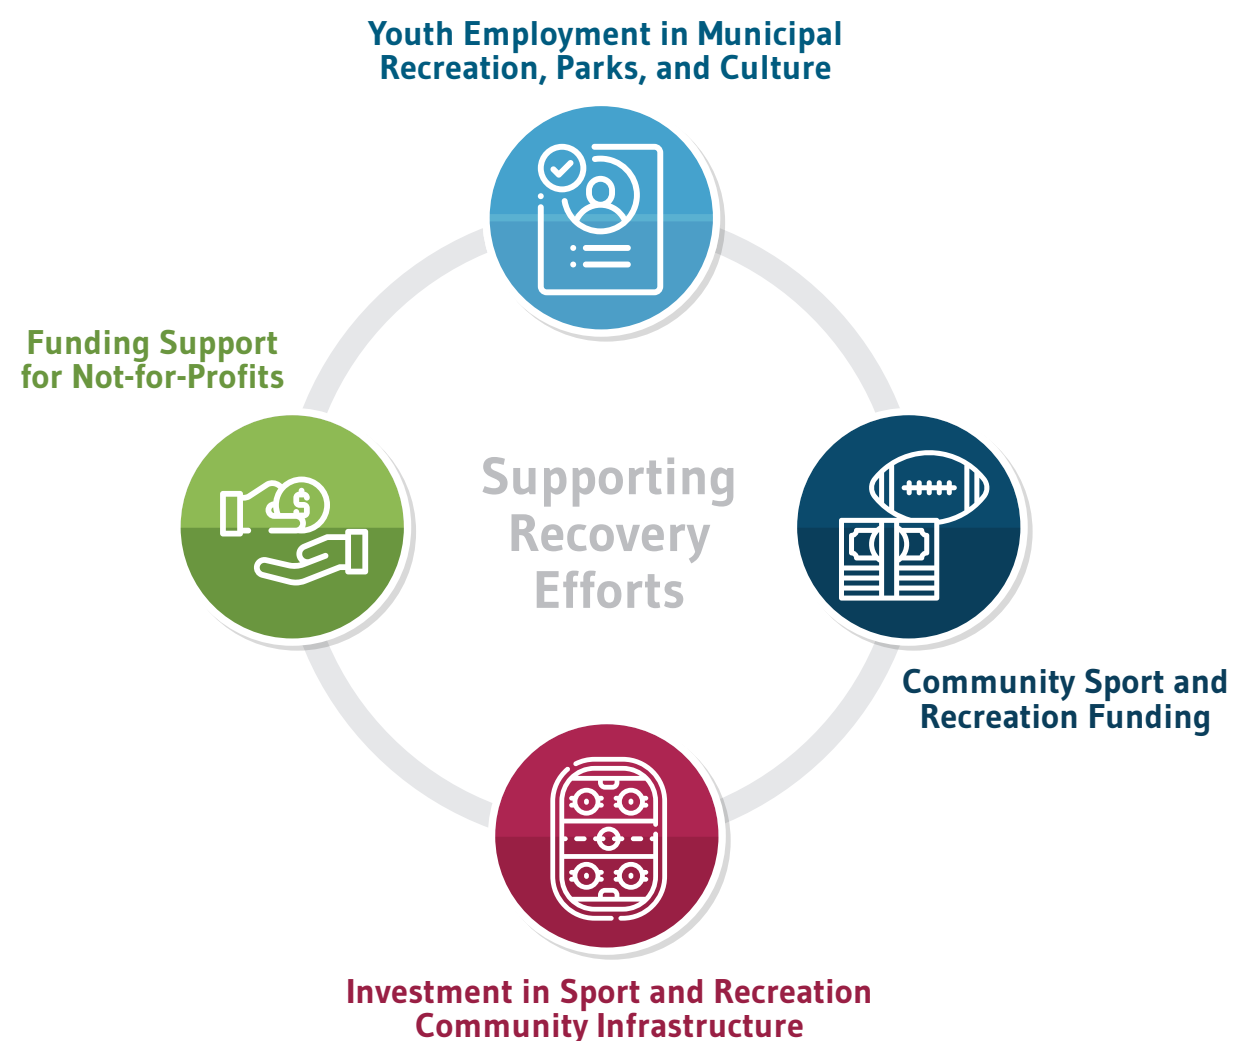 Youth Employment in Municipal
Recreation, Parks, and Culture
Funding Support
for Not-for-Profits
$
Supporting
Recovery
Efforts
Community Sport and
Recreation Funding
Investment in Sport and Recreation
Community Infrastructure